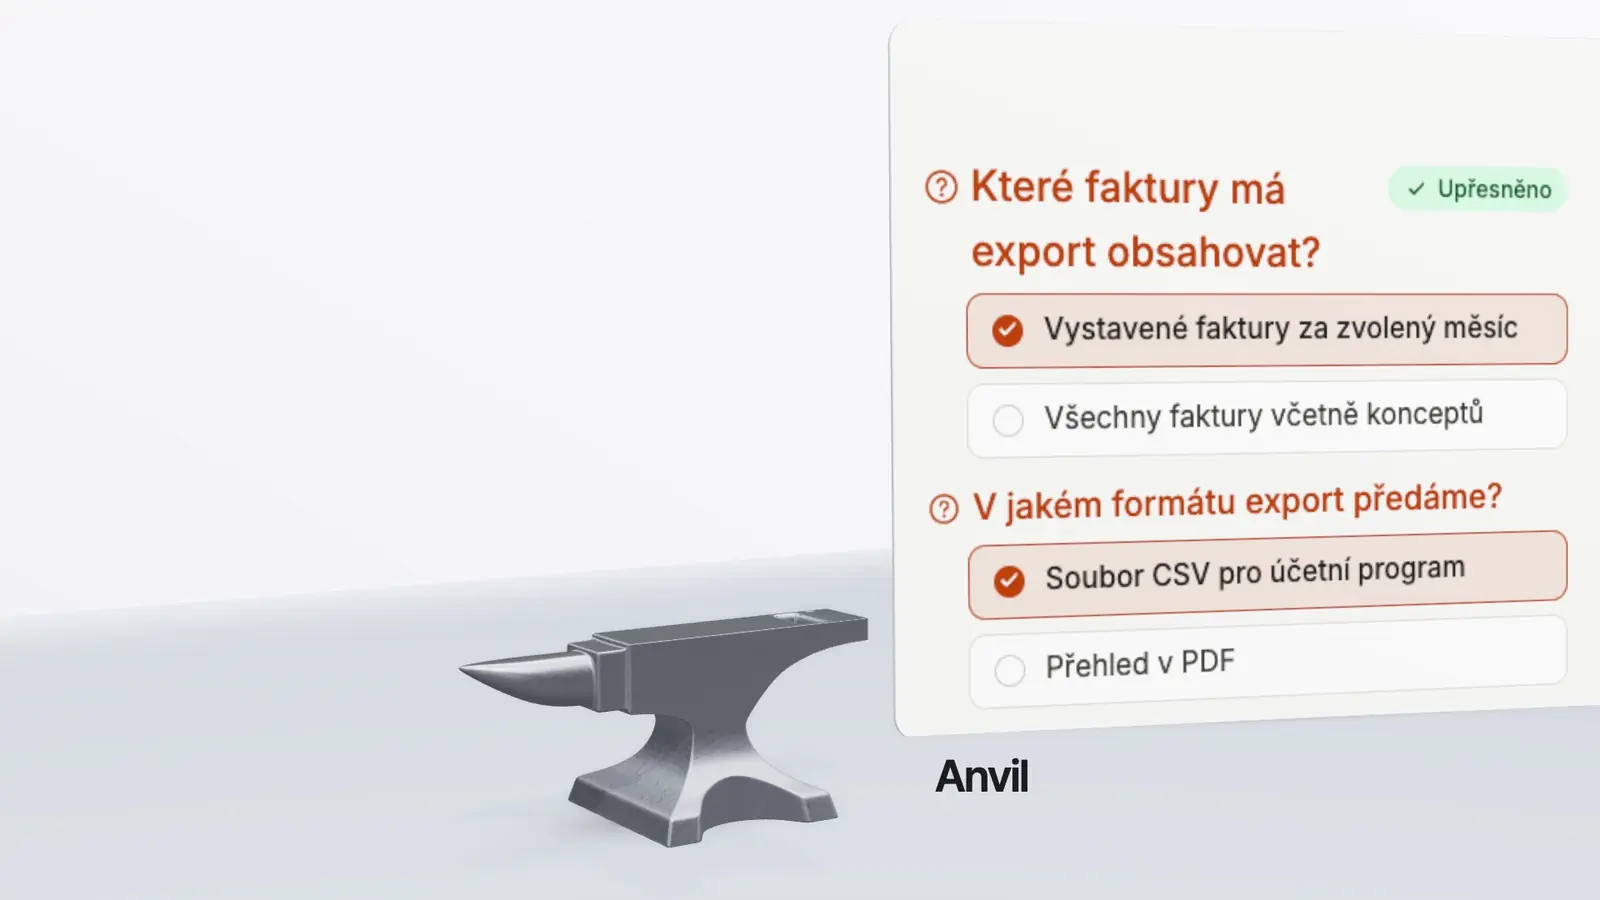 Které faktury má
export obsahovat?
Upřesněno
Vystavené faktury za zvolený měsíc
Všechny faktury včetně konceptů
V jakém formátu export předáme?
Soubor CSV pro účetní program
Přehled v PDF
Anvil